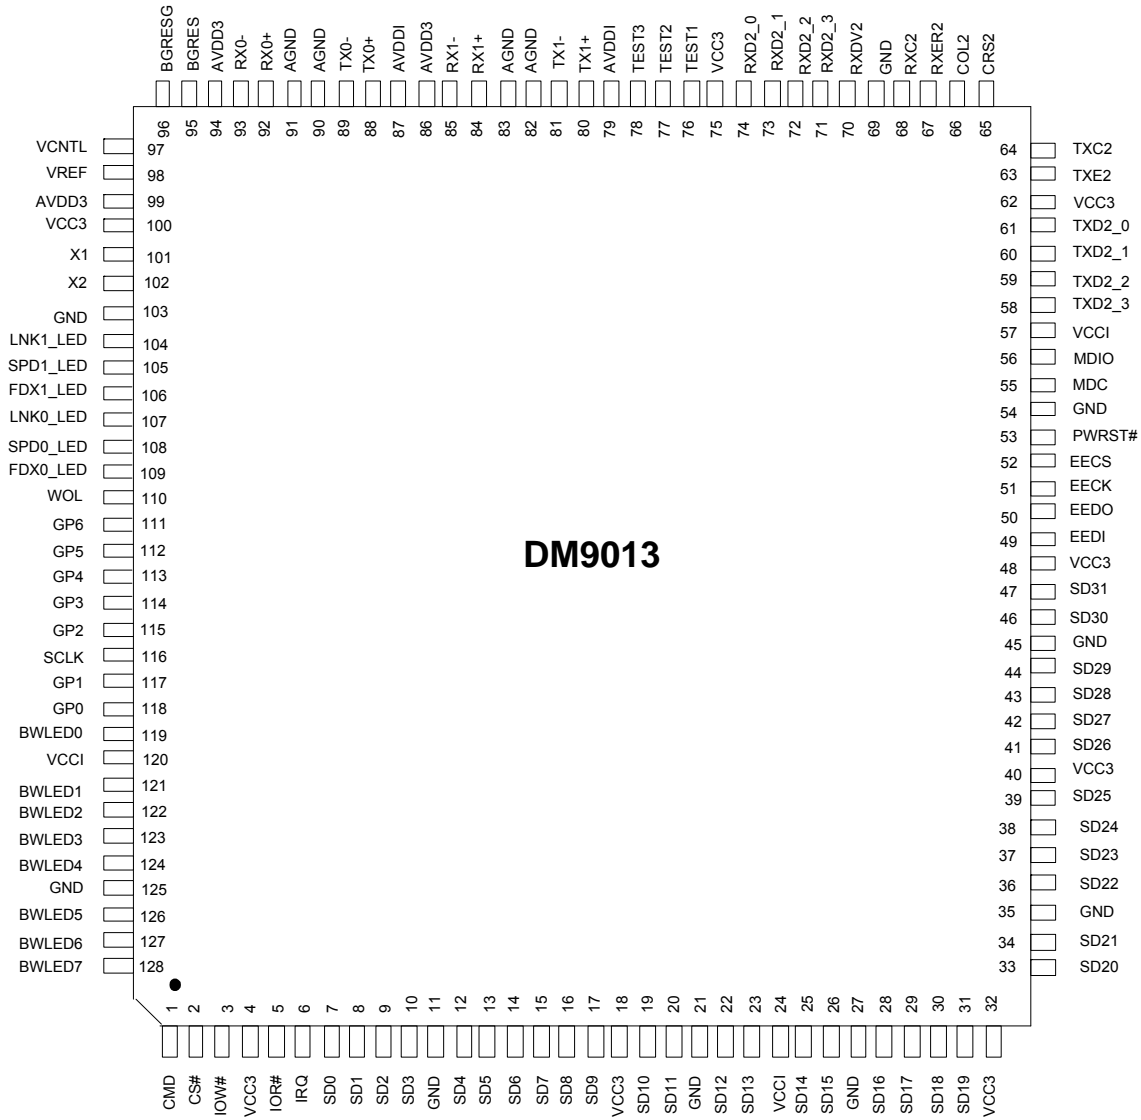 BGRESG BGRES AVDD3 RX0- RX0+ AGND AGND TX0- TX0+ AVDDI AVDD3 RX1- RX1+ AGND AGND TX1- TX1+ AVDDI TEST3 TEST2 TEST1 VCC3 RXD2_0 RXD2_1 RXD2_2 RXD2_3 RXDV2 GND RXC2 RXER2 COL2 CRS2
96 95 94 93 92 91 90 89 88 87 86 85 84 83 82 81 80 79 78 77 76 75 74 73 72 71 70 69 68 67 66 65
VCNTL 97 64 TXC2
VREF 98 63 TXE2
AVDD3 99 62 VCC3
VCC3 100 61 TXD2_0
X1 101 60 TXD2_1
X2 102 59 TXD2_2
GND 103 58 TXD2_3
LNK1_LED 104 57 VCCI
SPD1_LED 105 56 MDIO
FDX1_LED 106 55 MDC
LNK0_LED 107 54 GND
SPD0_LED 108 53 PWRST#
FDX0_LED 109 52 EECS
WOL 110 51 EECK
GP6 111 50 EEDO
GP5 112 49 EEDI
DM9013
GP4 113 48 VCC3
GP3 114 47 SD31
GP2 115 46 SD30
SCLK 116 45 GND
GP1 117 44 SD29
GP0 118 43 SD28
BWLED0 119 42 SD27
VCCI 120 41 SD26
BWLED1 121 40 VCC3
BWLED2 122 39 SD25
BWLED3 123 38 SD24
BWLED4 124 37 SD23
GND 125 36 SD22
BWLED5 126 35 GND
BWLED6 127 34 SD21
BWLED7 128 33 SD20
1 2 3 4 5 6 7 8 9 10 11 12 13 14 15 16 17 18 19 20 21 22 23 24 25 26 27 28 29 30 31 32
CMD CS# IOW# VCC3 IOR# IRQ SD0 SD1 SD2 SD3 GND SD4 SD5 SD6 SD7 SD8 SD9 VCC3 SD10 SD11 GND SD12 SD13 VCCI SD14 SD15 GND SD16 SD17 SD18 SD19 VCC3